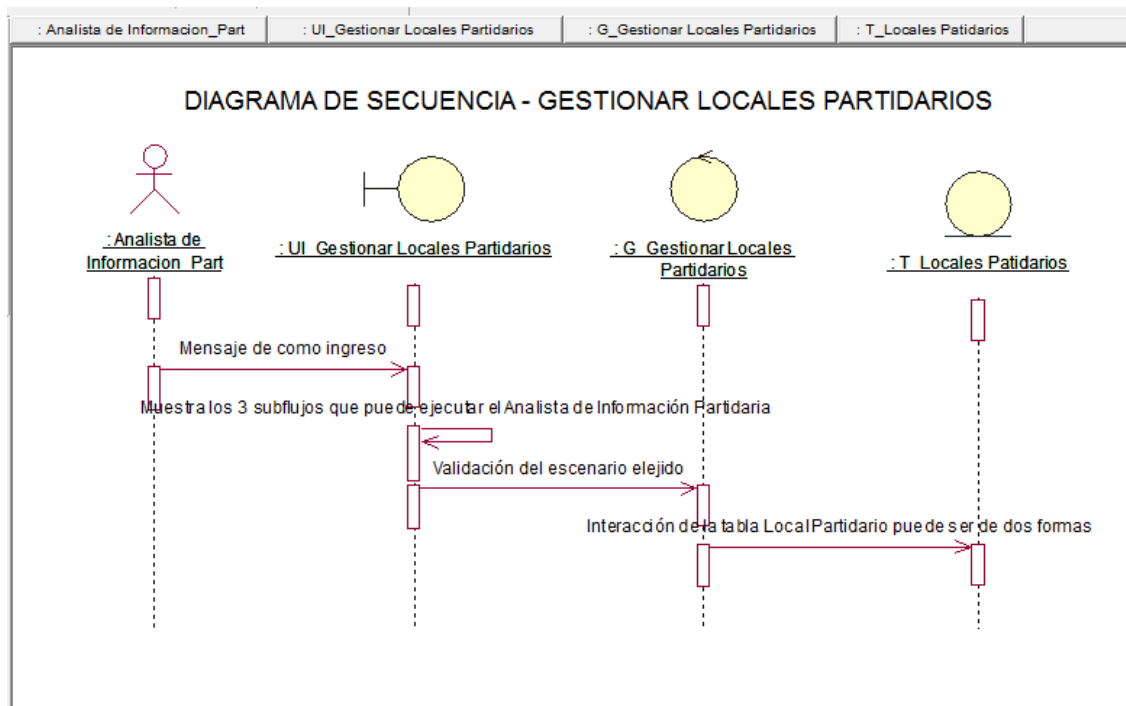 : Analista de Informacion_Part
: UI_Gestionar Locales Partidarios
: G_Gestionar Locales Partidarios
: T_Locales Patidarios
DIAGRAMA DE SECUENCIA - GESTIONAR LOCALES PARTIDARIOS
: Analista de
Informacion_Part
: UI_Gestionar Locales Partidarios
: G_Gestionar Locales
Partidarios
: T_Locales Patidarios
Mensaje de como ingreso
Muestra los 3 subflujos que puede ejecutar el Analista de Información Partidaria
Validación del escenario elejido
Interacción de la tabla Local Partidario puede ser de dos formas